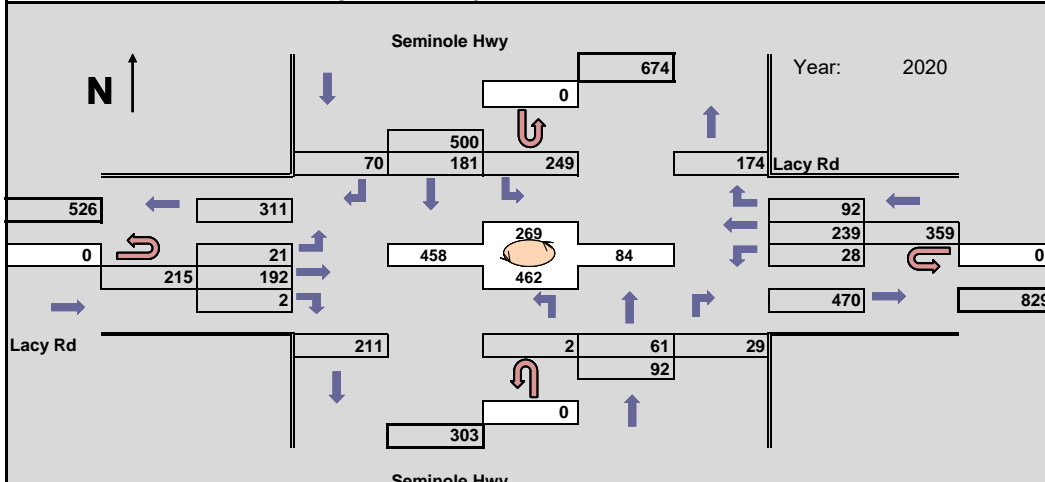 Seminole Hwy
674
Year: 2020
N
0
500
70 181 249 174 Lacy Rd
526 311 92
269
239 359
0 21 458 84 28 0
215 192 462
2 470 829
Lacy Rd 211 2 61 29
92
0
303
Seminole Hwy